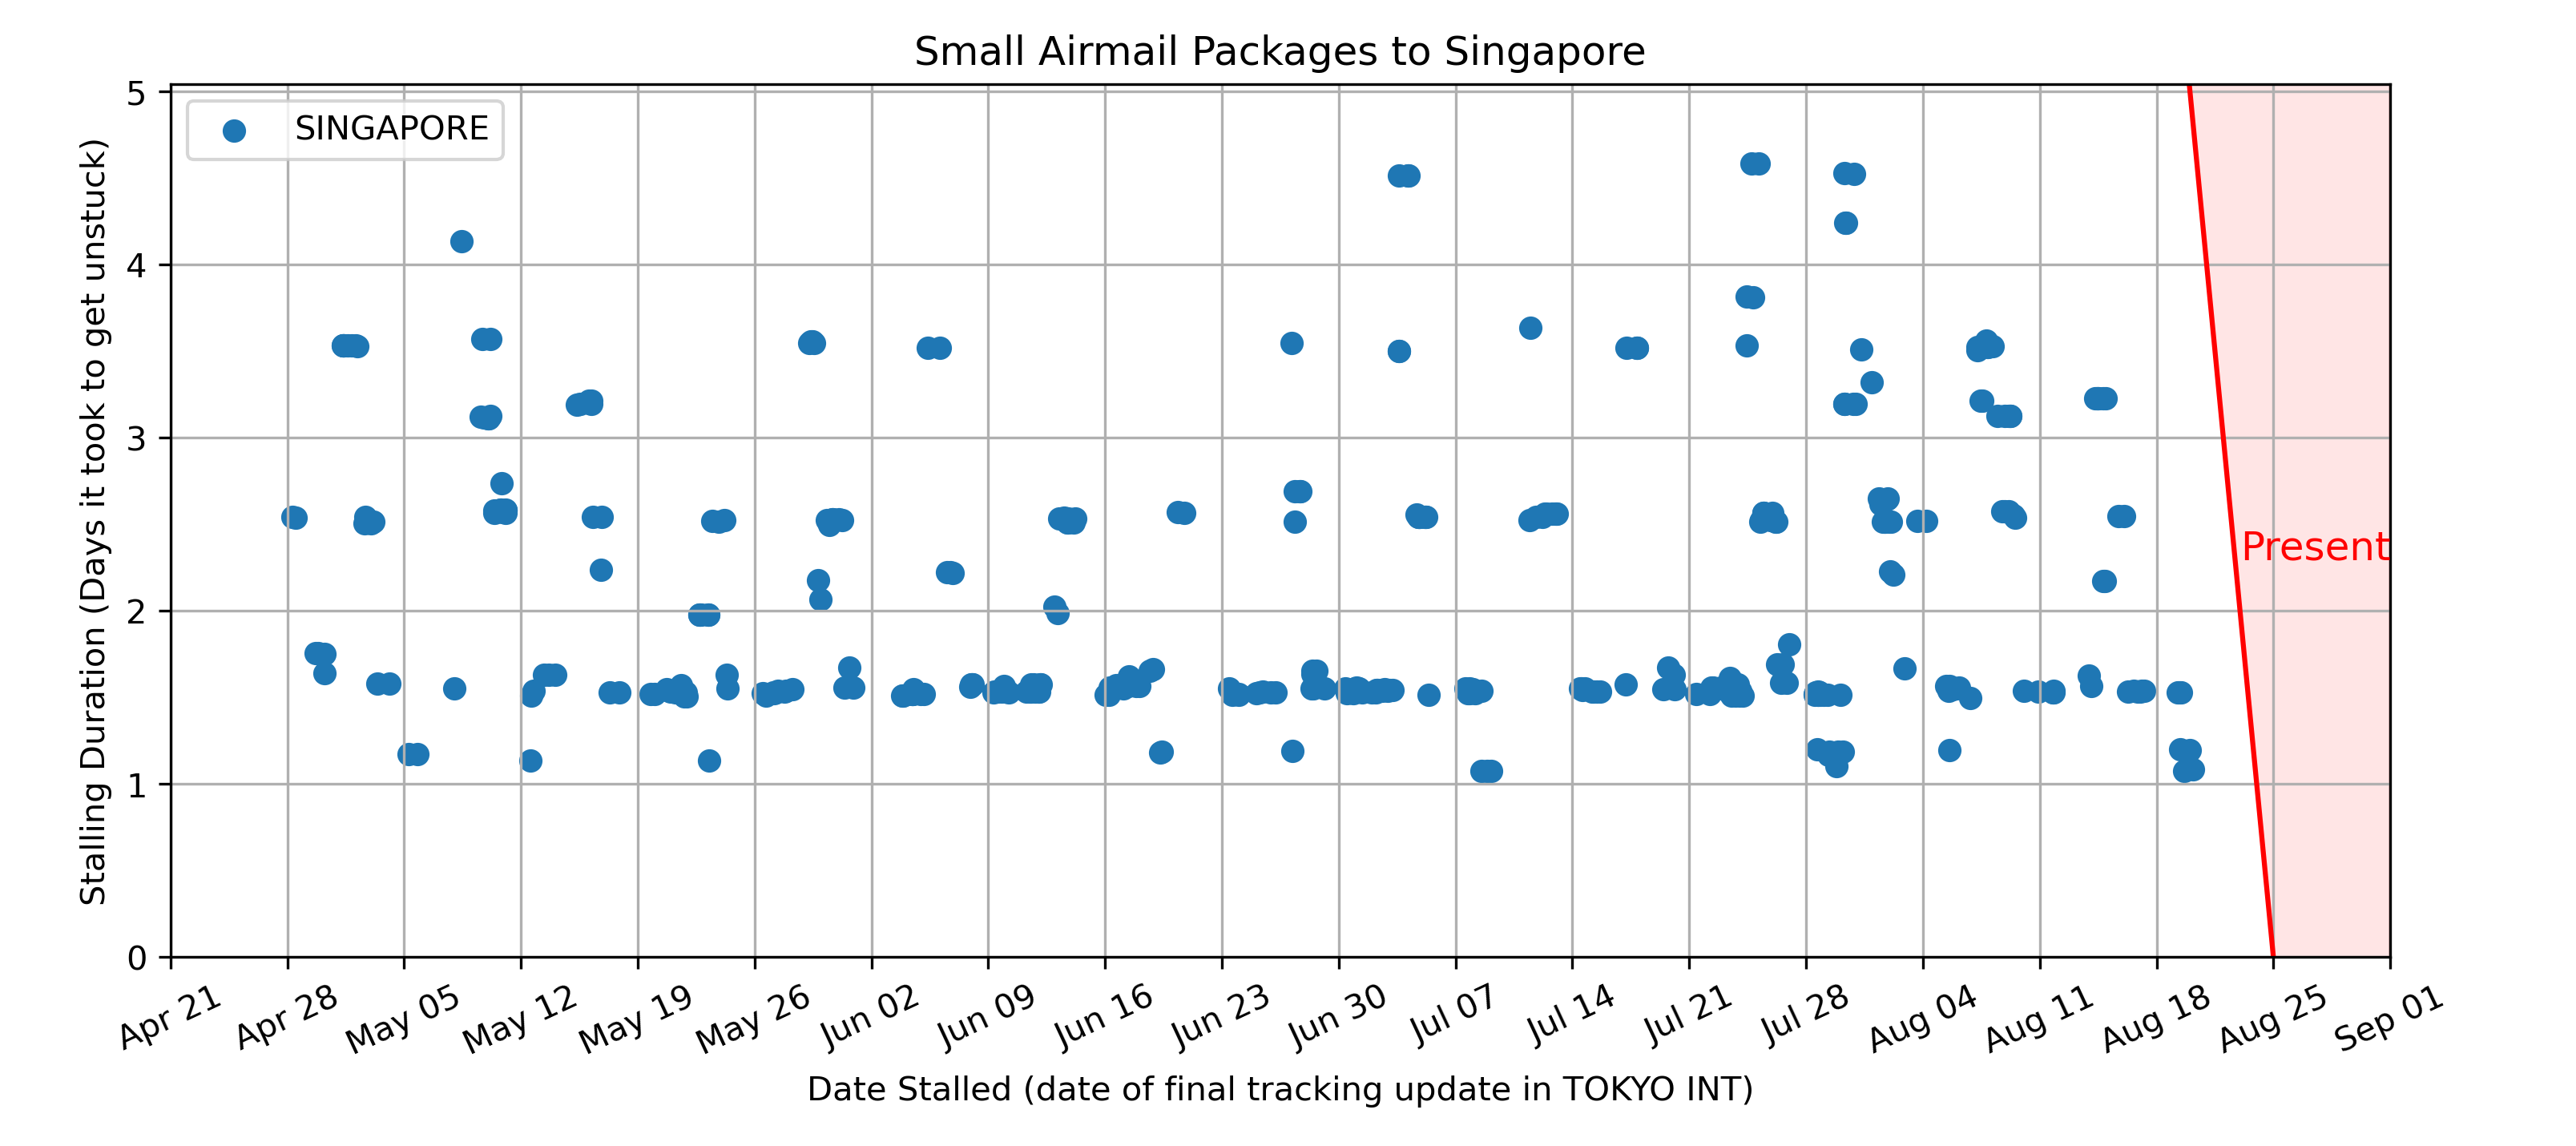 Small Airmail Packages to Singapore
SINGAPORE
Stalling Duration (Days it took to get unstuck)
5
4
3
2
1
0
Present
Apr 21 Apr 28 May 05 May 12 May 19 May 26 Jun 02 Jun 09 Jun 16 Jun 23 Jun 30 Jul 07 Jul 14 Jul 21 Jul 28 Aug 04 Aug 11 Aug 18 Aug 25 Sep 01
Date Stalled (date of final tracking update in TOKYO INT)